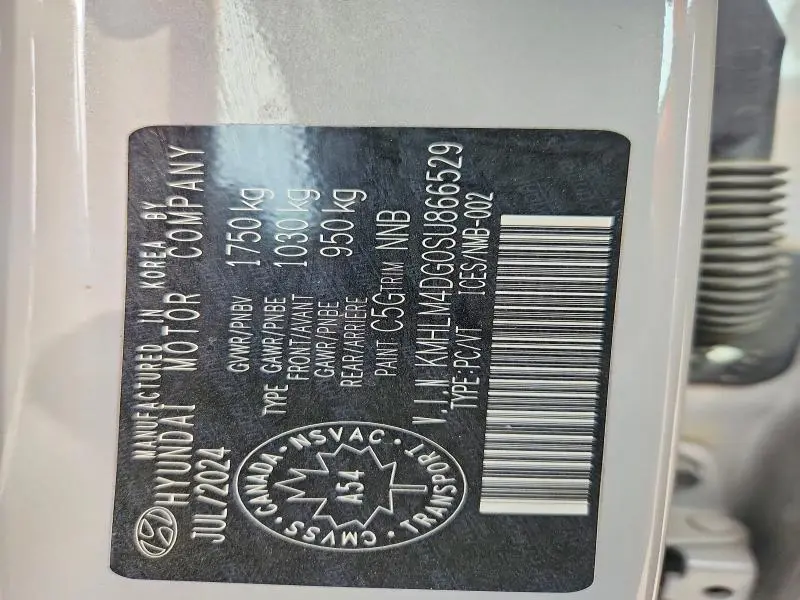 MANUFACTURED IN KOREA BY
HYUNDAI MOTOR COMPANY
JUL/2024
GVWR/PNBV 1750 kg
TYPE GAWR/PNBE
FRONT/AVANT 1030 kg
GAWR/PNBE
REAR/ARRIÈRE 950 kg
PAINT C5G TRIM NNB
V.I.N KMHLM4DG0SU866529
TYPE:PC/VT ICES/NMB-002
CANADA · NSVAC · TRANSPORT · CMVSS
A54